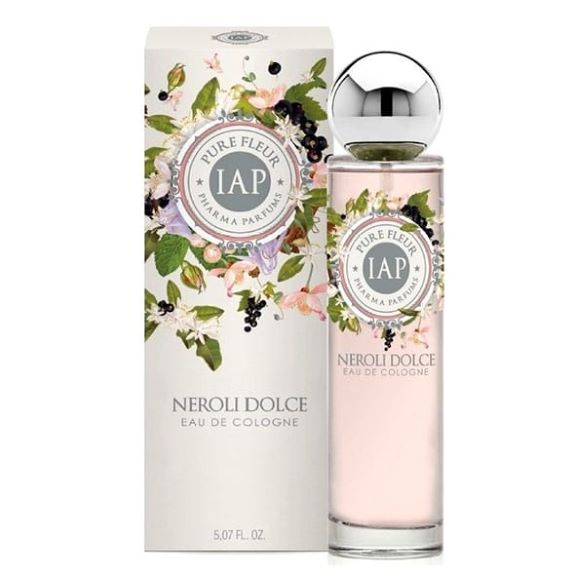 PURE FLEUR
IAP
★ PHARMA PARFUMS ★
NEROLI DOLCE
EAU DE COLOGNE
5,07 FL. OZ.
PURE FLEUR
IAP
★ PHARMA PARFUMS ★
NEROLI DOLCE
EAU DE COLOGNE